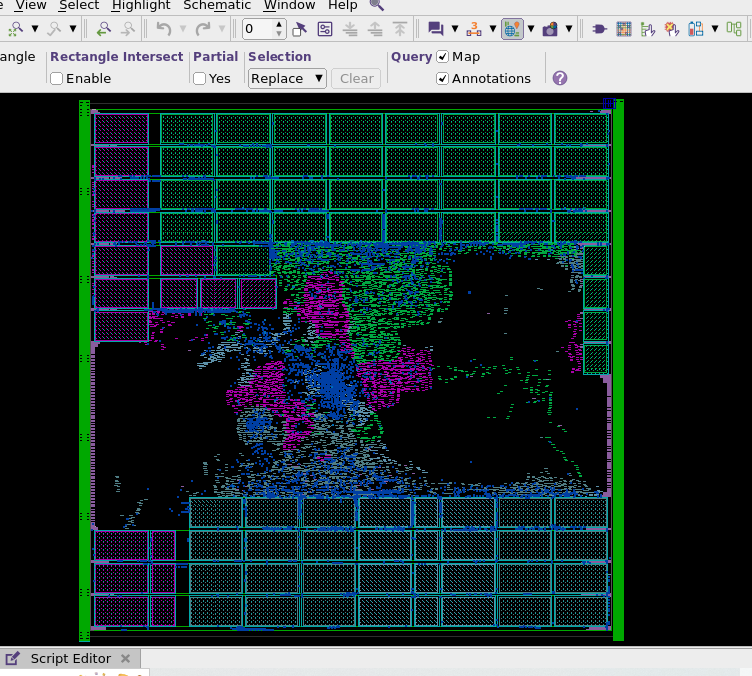 View Select Highlight Schematic Window Help
0
angle Rectangle Intersect Partial Selection Query Map
Enable Yes Replace Clear Annotations
Script Editor